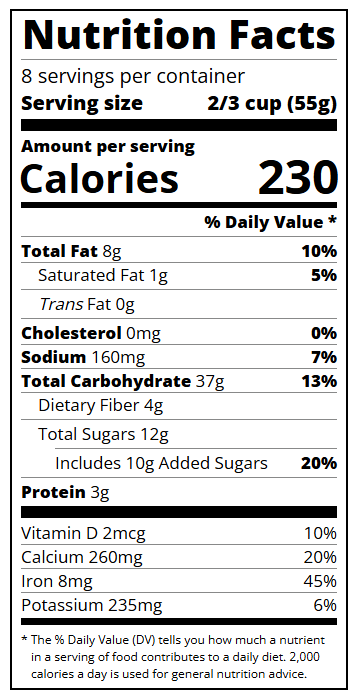 Nutrition Facts
8 servings per container
Serving size 2/3 cup (55g)
Amount per serving
Calories 230
% Daily Value *
Total Fat 8g 10%
Saturated Fat 1g 5%
Trans Fat 0g
Cholesterol 0mg 0%
Sodium 160mg 7%
Total Carbohydrate 37g 13%
Dietary Fiber 4g
Total Sugars 12g
Includes 10g Added Sugars 20%
Protein 3g
Vitamin D 2mcg 10%
Calcium 260mg 20%
Iron 8mg 45%
Potassium 235mg 6%
* The % Daily Value (DV) tells you how much a nutrient
in a serving of food contributes to a daily diet. 2,000
calories a day is used for general nutrition advice.